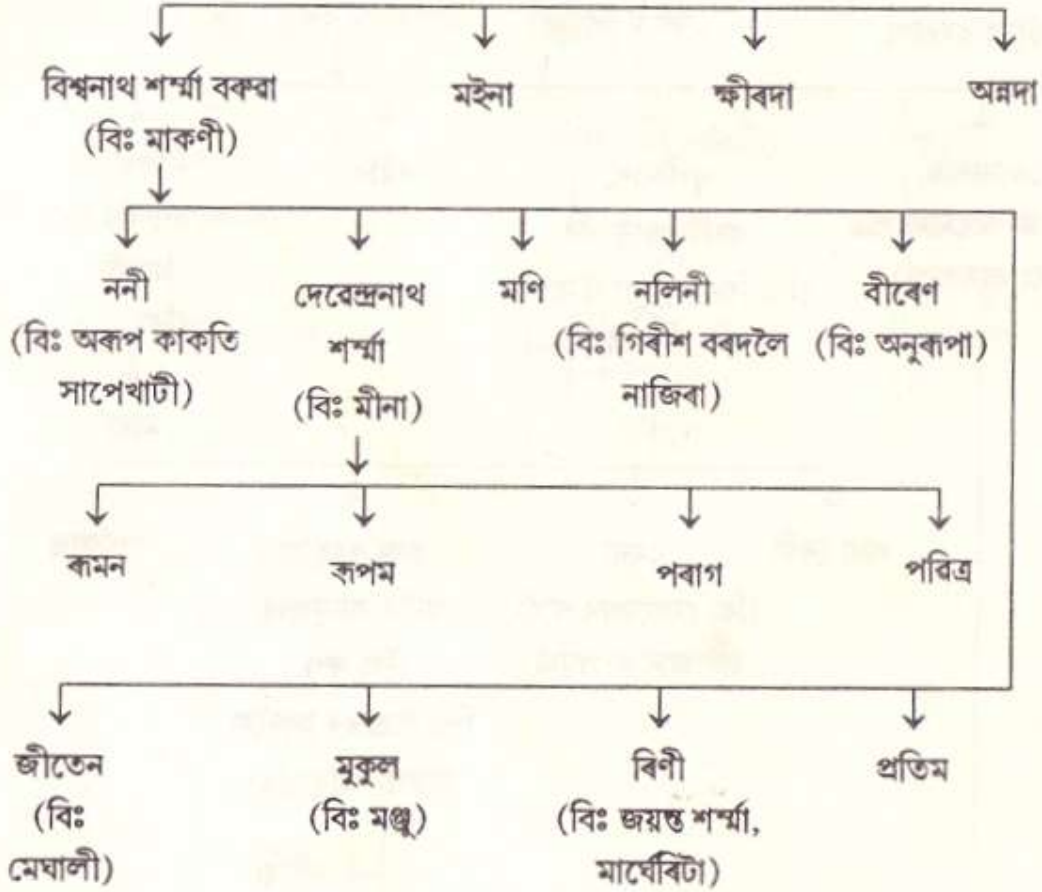 বিশ্বনাথ শৰ্ম্মা বৰুৱা মইনা ক্ষীৰদা অন্নদা
(বিঃ মাকণী)
ননী দেৱেন্দ্ৰনাথ মণি নলিনী বীৰেণ
(বিঃ অৰূপ কাকতি শৰ্ম্মা (বিঃ গিৰীশ বৰদলৈ (বিঃ অনুৰূপা)
সাপেখাটী) (বিঃ মীনা) নাজিৰা)
ৰুমন ৰূপম পৰাগ পৱিত্ৰ
জীতেন মুকুল ৰিণী প্ৰতিম
(বিঃ (বিঃ মঞ্জু) (বিঃ জয়ন্ত শৰ্ম্মা,
মেঘালী) মাৰ্ঘেৰিটা)